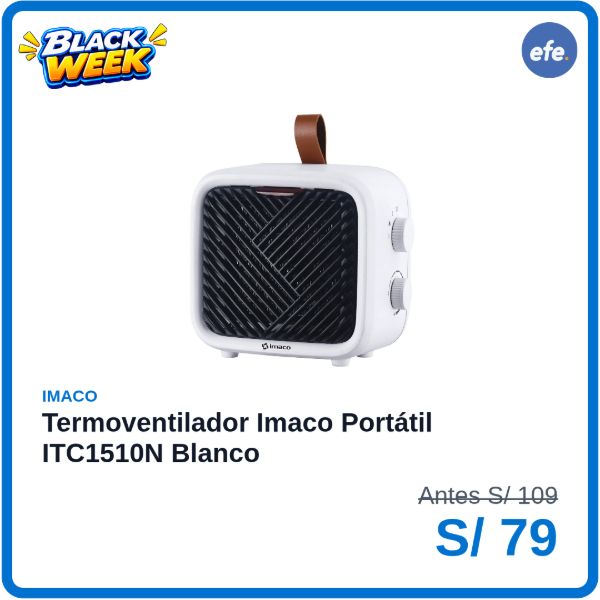 BLACK
WEEK
efe.
imaco
IMACO
Termoventilador Imaco Portátil
ITC1510N Blanco
Antes S/ 109
S/ 79